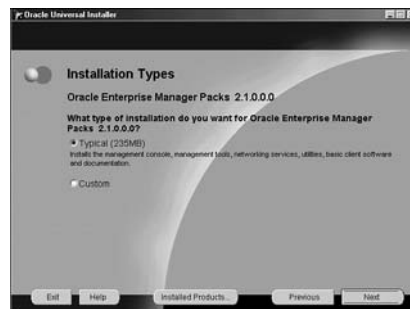 Oracle Universal Installer
Installation Types
Oracle Enterprise Manager Packs 2.1.0.0.0
What type of installation do you want for Oracle Enterprise Manager
Packs 2.1.0.0.0?
Typical (235MB)
Installs the management console, management tools, networking services, utilities, basic client software
and documentation.
Custom
Exit
Help
Installed Products...
Previous
Next